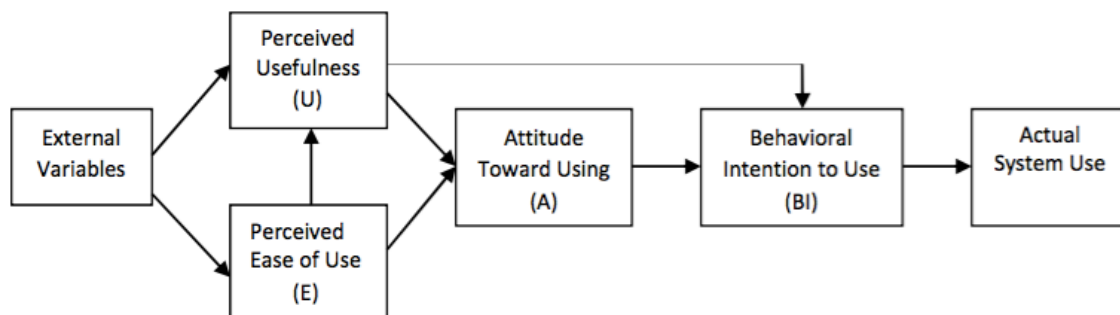 External
Variables
Perceived
Usefulness
(U)
Perceived
Ease of Use
(E)
Attitude
Toward Using
(A)
Behavioral
Intention to Use
(BI)
Actual
System Use